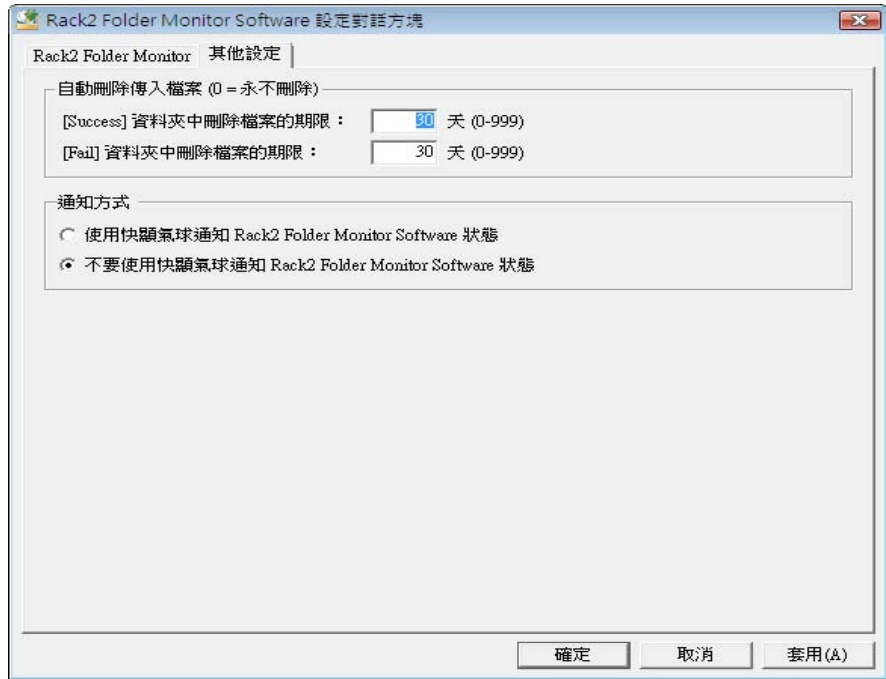 Rack2 Folder Monitor Software 設定對話方塊
Rack2 Folder Monitor 其他設定
自動刪除傳入檔案 (0 = 永不刪除)
[Success] 資料夾中刪除檔案的期限： 30 天 (0-999)
[Fail] 資料夾中刪除檔案的期限： 30 天 (0-999)
通知方式
使用快顯氣球通知 Rack2 Folder Monitor Software 狀態
不要使用快顯氣球通知 Rack2 Folder Monitor Software 狀態
確定 取消 套用(A)